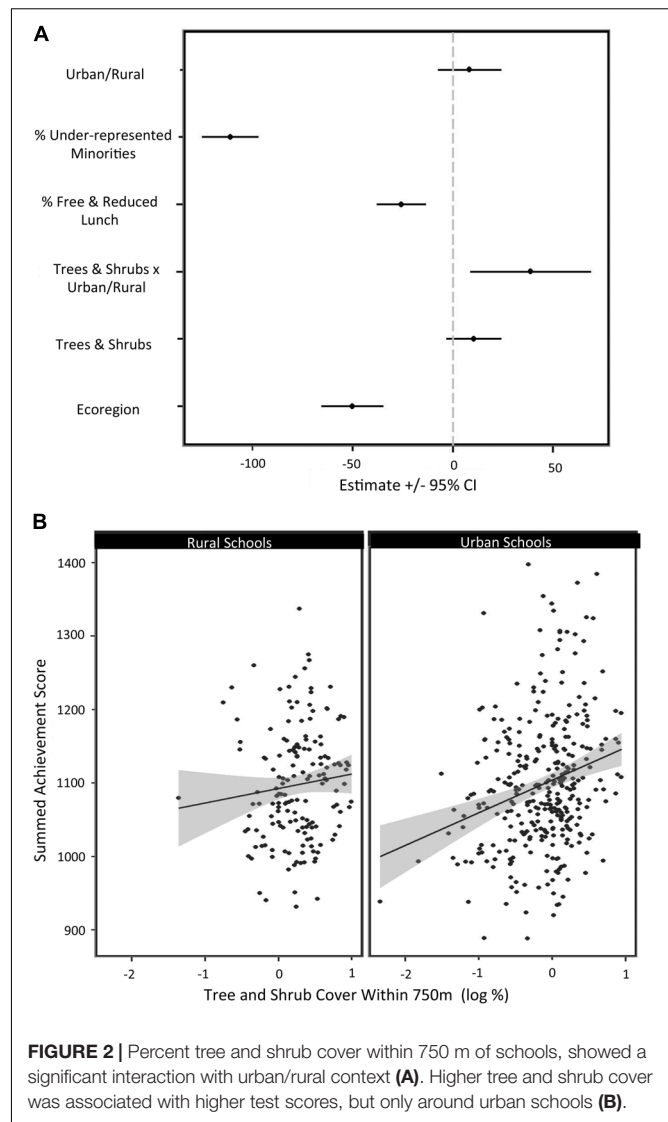 A
Urban/Rural
% Under-represented
Minorities
% Free & Reduced
Lunch
Trees & Shrubs x
Urban/Rural
Trees & Shrubs
Ecoregion
-100 -50 0 50
Estimate +/- 95% CI
B
Rural Schools Urban Schools
Summed Achievement Score
1400
1300
1200
1100
1000
900
-2 -1 0 1 -2 -1 0 1
Tree and Shrub Cover Within 750m (log %)
FIGURE 2 | Percent tree and shrub cover within 750 m of schools, showed a
significant interaction with urban/rural context (A). Higher tree and shrub cover
was associated with higher test scores, but only around urban schools (B).